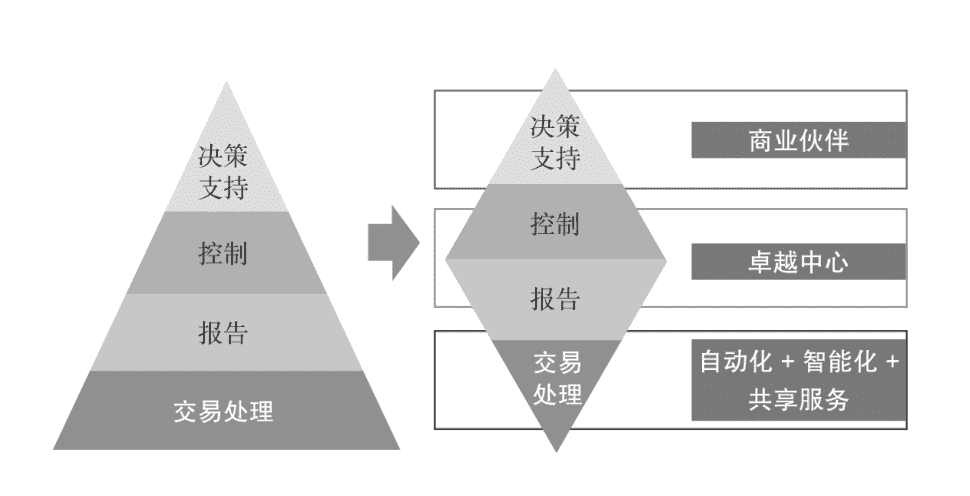 决策
支持
控制
报告
交易处理
决策
支持
控制
报告
交易
处理
商业伙伴
卓越中心
自动化 + 智能化 +
共享服务